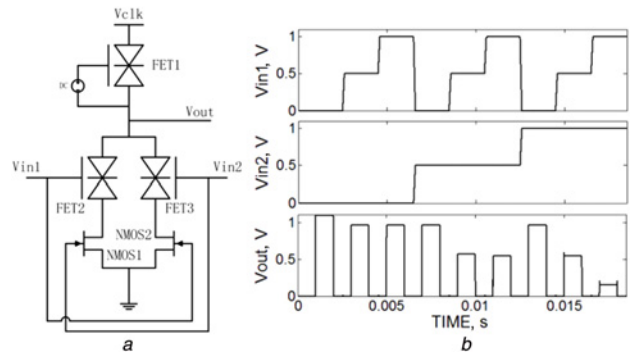 Vclk
FET1
DC
Vout
Vin1
Vin2
FET2
FET3
NMOS2
NMOS1
a
Vin1, V
1
0.5
0
Vin2, V
1
0.5
0
Vout, V
1
0.5
0
0
0.005
0.01
0.015
TIME, s
b